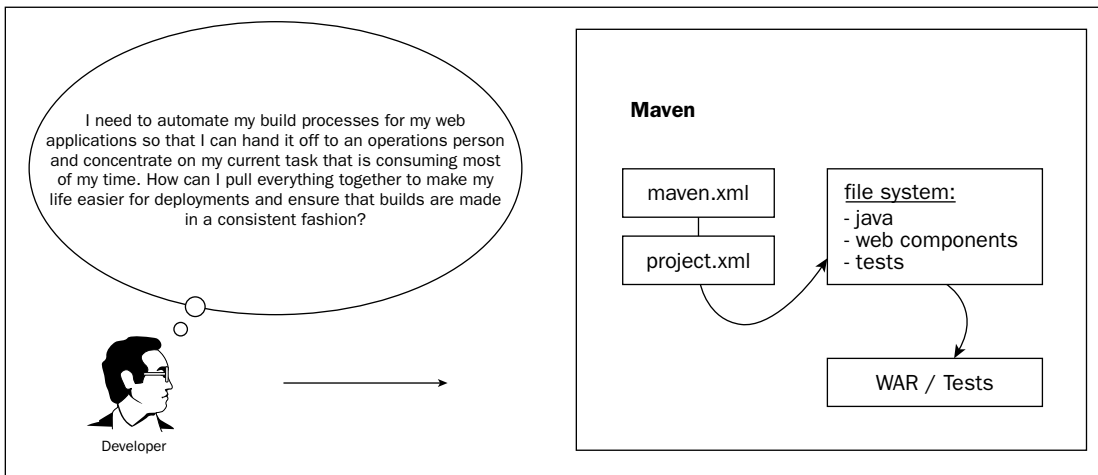 I need to automate my build processes for my web
applications so that I can hand it off to an operations person
and concentrate on my current task that is consuming most
of my time. How can I pull everything together to make my
life easier for deployments and ensure that builds are made
in a consistent fashion?
Developer
Maven
maven.xml
project.xml
file system:
- java
- web components
- tests
WAR / Tests